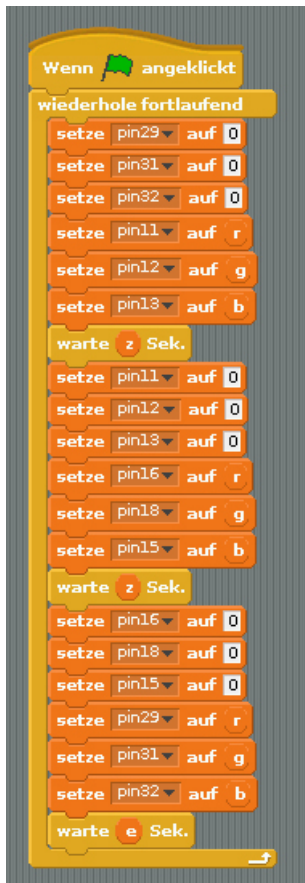 Wenn angeklickt
wiederhole fortlaufend
setze pin29 auf 0
setze pin31 auf 0
setze pin32 auf 0
setze pin11 auf r
setze pin12 auf g
setze pin13 auf b
warte z Sek.
setze pin11 auf 0
setze pin12 auf 0
setze pin13 auf 0
setze pin16 auf r
setze pin18 auf g
setze pin15 auf b
warte z Sek.
setze pin16 auf 0
setze pin18 auf 0
setze pin15 auf 0
setze pin29 auf r
setze pin31 auf g
setze pin32 auf b
warte e Sek.